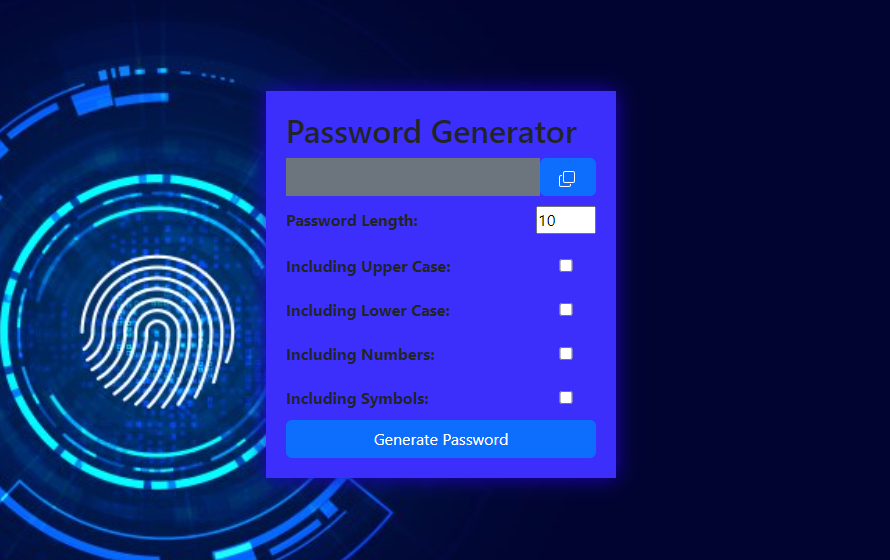 Password Generator
Password Length: 10
Including Upper Case:
Including Lower Case:
Including Numbers:
Including Symbols:
Generate Password